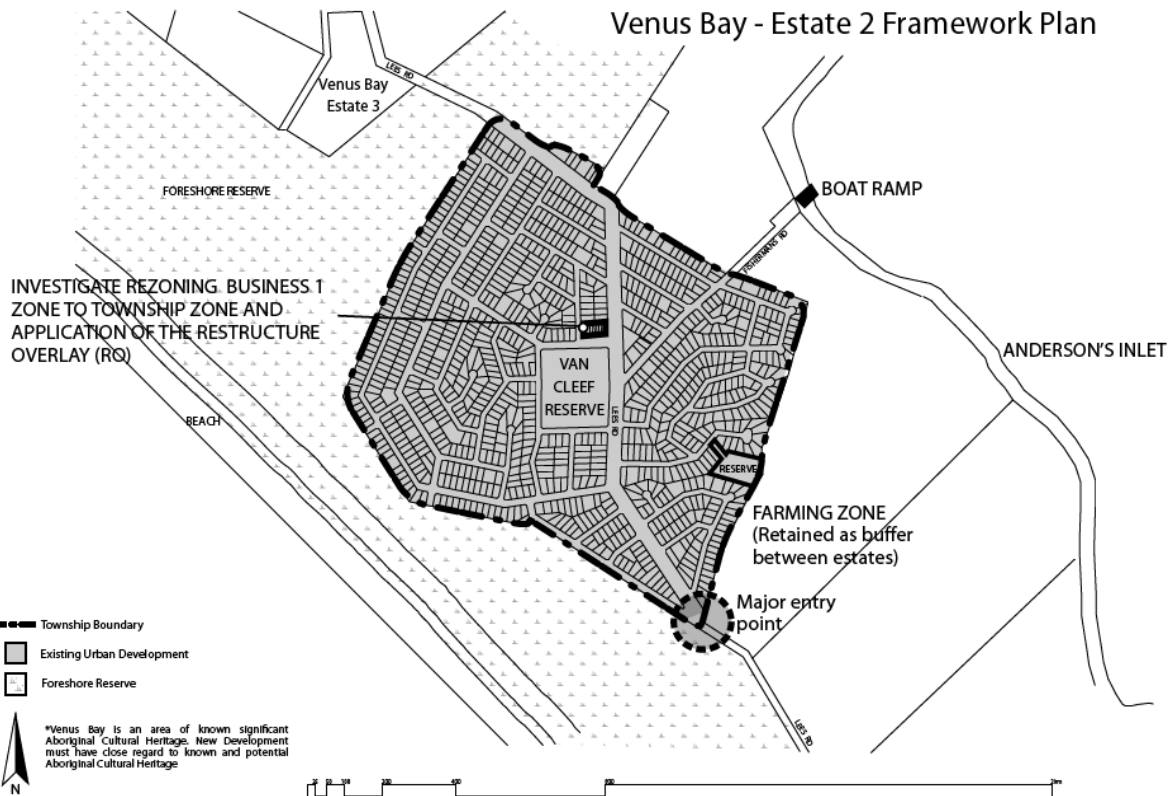 Venus Bay - Estate 2 Framework Plan
LEES RD
Venus Bay
Estate 3
FORESHORE RESERVE
BOAT RAMP
FISHERMANS RD
INVESTIGATE REZONING BUSINESS 1
ZONE TO TOWNSHIP ZONE AND
APPLICATION OF THE RESTRUCTURE
OVERLAY (RO)
ANDERSON'S INLET
VAN
CLEEF
RESERVE
LEES RD
BEACH
RESERVE
FARMING ZONE
(Retained as buffer
between estates)
Major entry
point
LEES RD
Township Boundary
Existing Urban Development
Foreshore Reserve
*Venus Bay is an area of known significant
Aboriginal Cultural Heritage. New Development
must have close regard to known and potential
Aboriginal Cultural Heritage
N